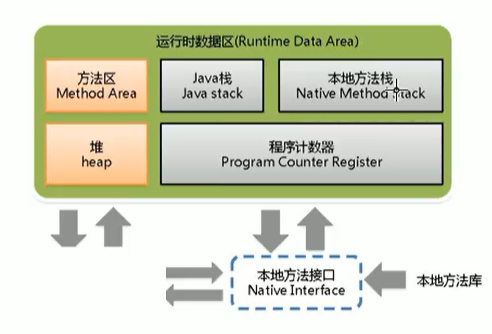 运行时数据区(Runtime Data Area)
方法区
Method Area
Java栈
Java stack
本地方法栈
Native Method Stack
堆
heap
程序计数器
Program Counter Register
本地方法接口
Native Interface
本地方法库